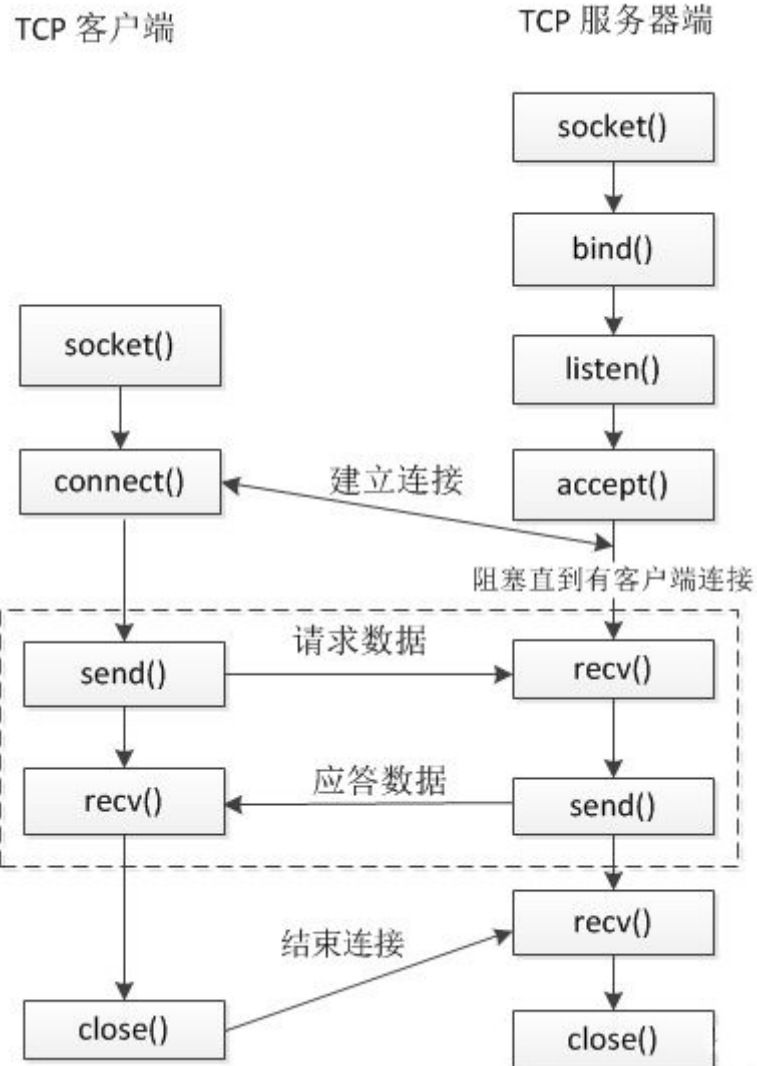 TCP 客户端
TCP 服务器端
socket()
bind()
socket()
listen()
connect()
建立连接
accept()
阻塞直到有客户端连接
send()
请求数据
recv()
recv()
应答数据
send()
结束连接
recv()
close()
close()